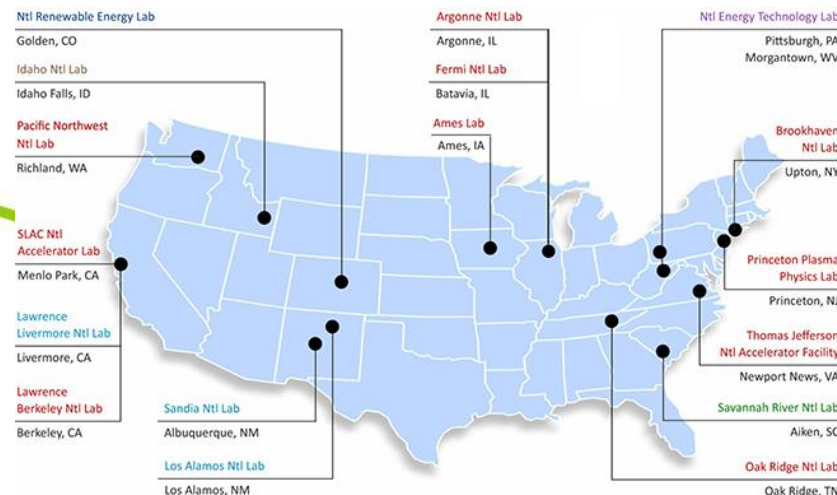 Ntl Renewable Energy Lab
Golden, CO
Idaho Ntl Lab
Idaho Falls, ID
Pacific Northwest
Ntl Lab
Richland, WA
SLAC Ntl
Accelerator Lab
Menlo Park, CA
Lawrence
Livermore Ntl Lab
Livermore, CA
Lawrence
Berkeley Ntl Lab
Berkeley, CA
Sandia Ntl Lab
Albuquerque, NM
Los Alamos Ntl Lab
Los Alamos, NM
Argonne Ntl Lab
Argonne, IL
Fermi Ntl Lab
Batavia, IL
Ames Lab
Ames, IA
Ntl Energy Technology Lab
Pittsburgh, PA
Morgantown, WV
Brookhaven
Ntl Lab
Upton, NY
Princeton Plasma
Physics Lab
Princeton, NJ
Thomas Jefferson
Ntl Accelerator Facility
Newport News, VA
Savannah River Ntl Lab
Aiken, SC
Oak Ridge Ntl Lab
Oak Ridge, TN